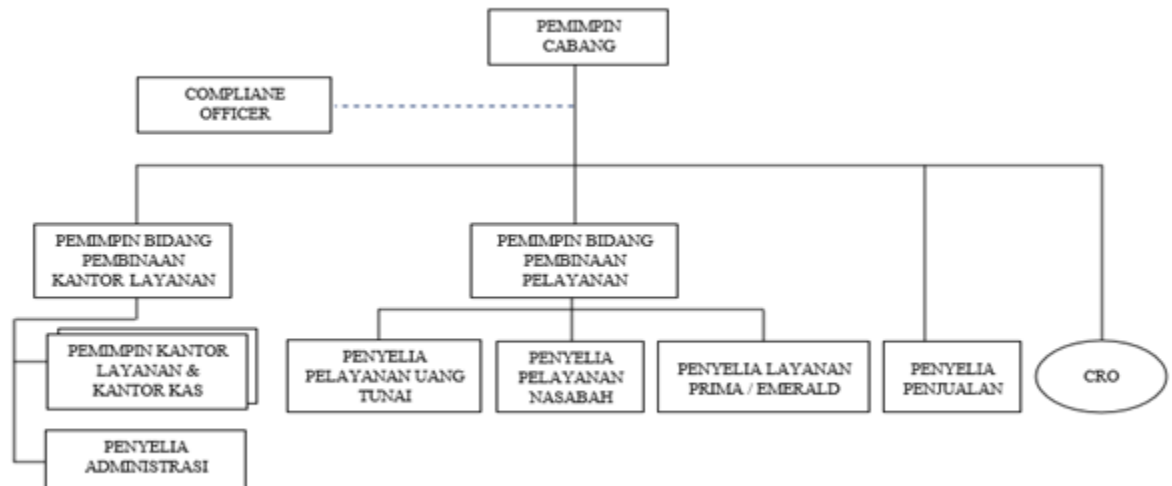 PEMIMPIN
CABANG
COMPLIANE
OFFICER
PEMIMPIN BIDANG
PEMBINAAN
KANTOR LAYANAN
PEMIMPIN BIDANG
PEMBINAAN
PELAYANAN
PEMIMPIN KANTOR
LAYANAN &
KANTOR KAS
PENYELIA
PELAYANAN UANG
TUNAI
PENYELIA
PELAYANAN
NASABAH
PENYELIA LAYANAN
PRIMA / EMERALD
PENYELIA
PENJUALAN
CRO
PENYELIA
ADMINISTRASI